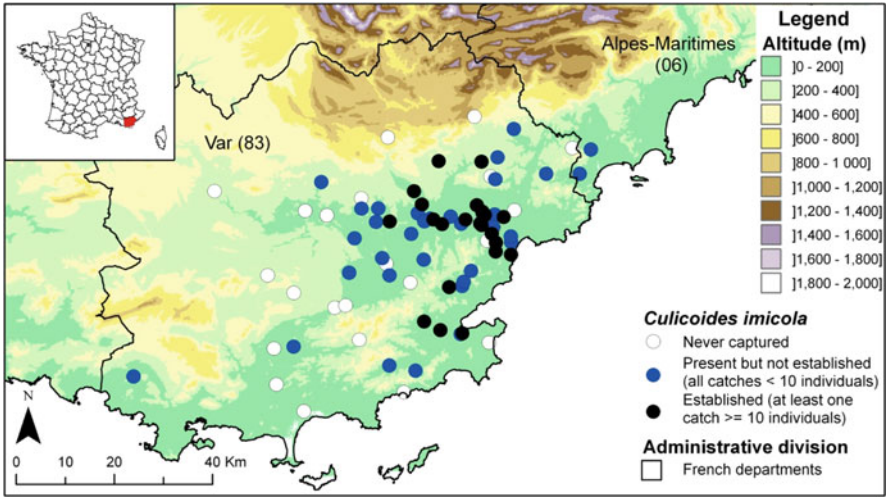 Alpes-Maritimes
(06)
Var (83)
Legend
Altitude (m)
]0 - 200]
]200 - 400]
]400 - 600]
]600 - 800]
]800 - 1 000]
]1,000 - 1,200]
]1,200 - 1,400]
]1,400 - 1,600]
]1,600 - 1,800]
]1,800 - 2,000]
Culicoides imicola
Never captured
Present but not established
(all catches < 10 individuals)
Established (at least one
catch >= 10 individuals)
Administrative division
French departments
N
0 10 20 40 Km